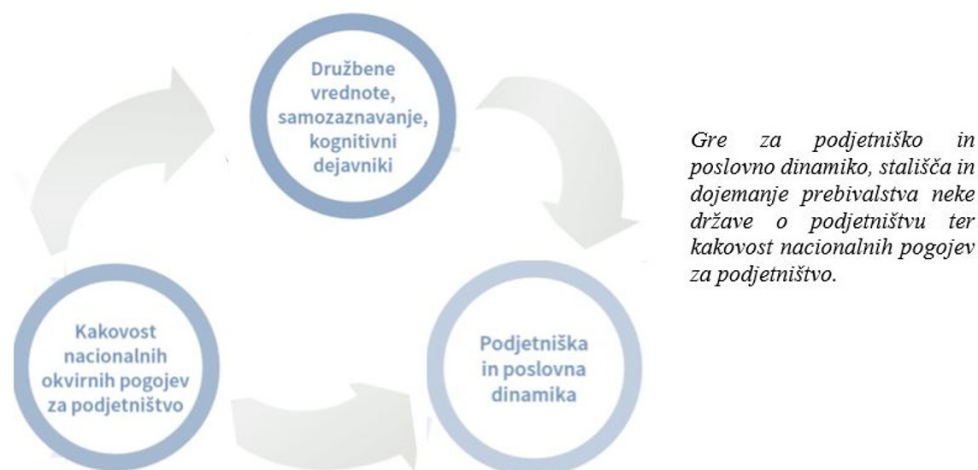 Družbene
vrednote,
samozaznavanje,
kognitivni
dejavniki
Gre za podjetniško in
poslovno dinamiko, stališča in
dojemanje prebivalstva neke
države o podjetništvu ter
kakovost nacionalnih pogojev
za podjetništvo.
Kakovost
nacionalnih
okvirnih pogojev
za podjetništvo
Podjetniška
in poslovna
dinamika